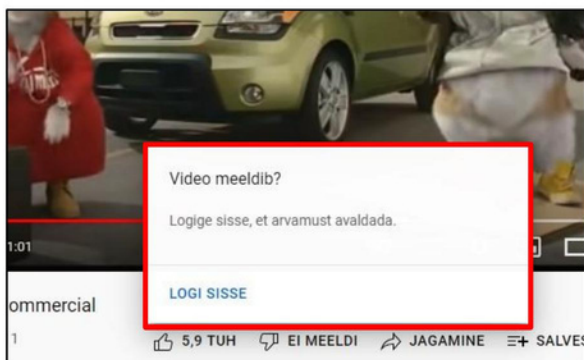 Video meeldib?
Logige sisse, et arvamust avaldada.
1:01
LOGI SISSE
ommercial
1
5,9 TUH EI MEELDI JAGAMINE SALVES